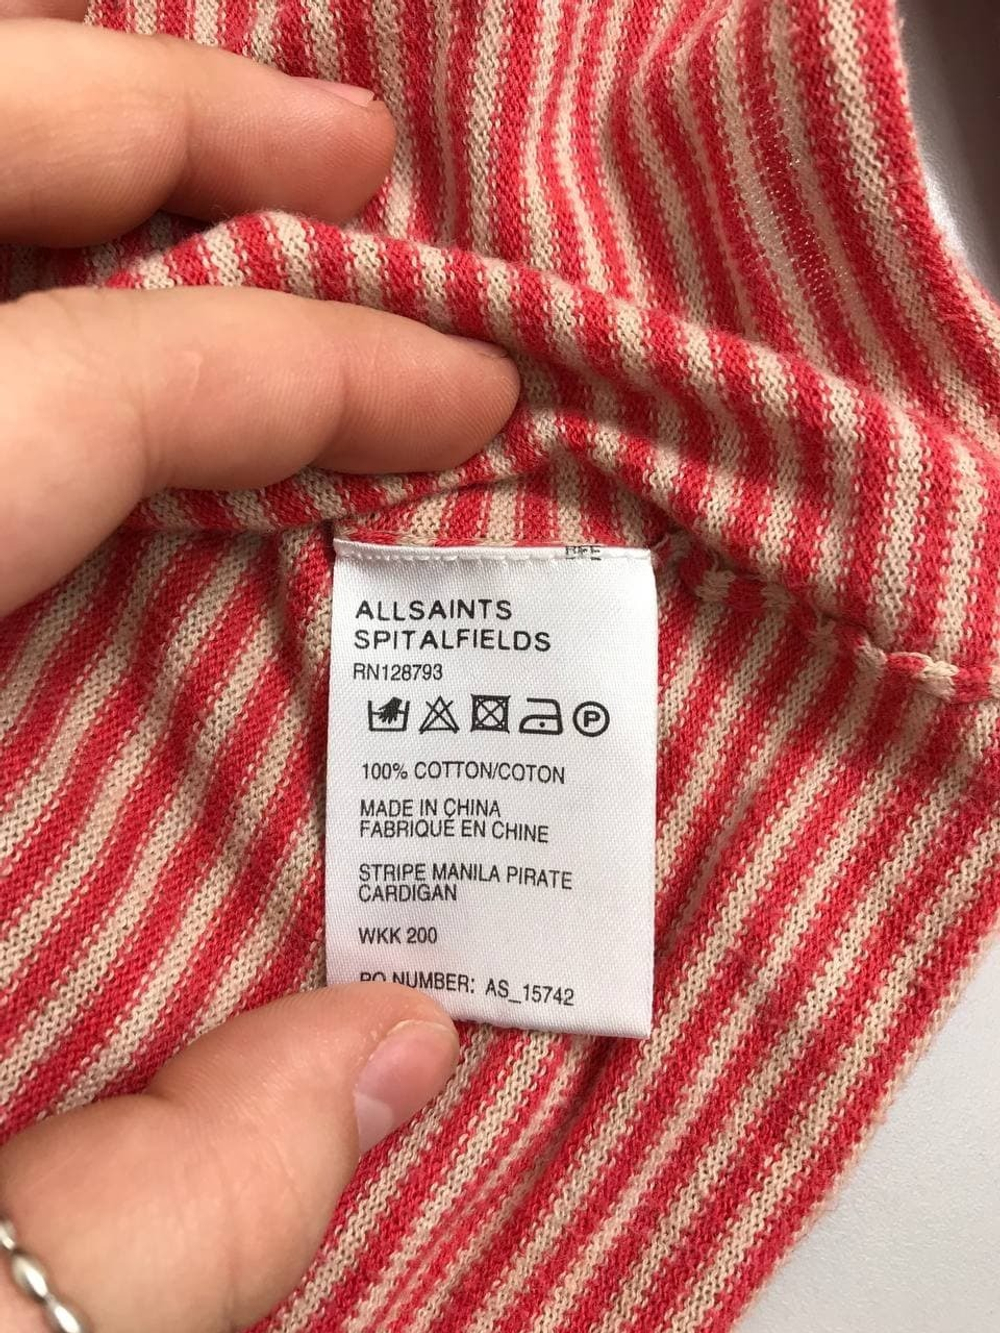 ALLSAINTS
SPITALFIELDS
RN128793
P
100% COTTON/COTON
MADE IN CHINA
FABRIQUÉ EN CHINE
STRIPE MANILA PIRATE
CARDIGAN
WKK 200
PO NUMBER: AS_15742